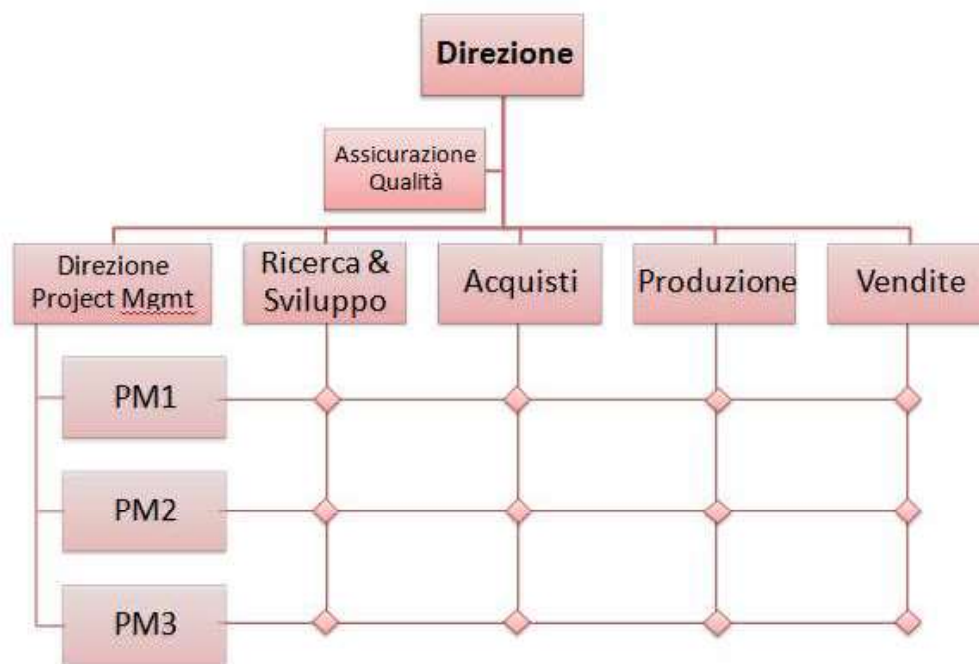 Direzione
Assicurazione
Qualità
Direzione
Project Mgmt
Ricerca &
Sviluppo
Acquisti
Produzione
Vendite
PM1
PM2
PM3